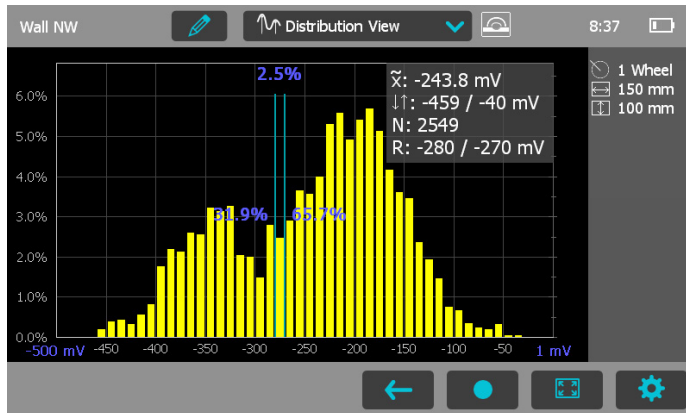 Wall NW
Distribution View
8:37
1 Wheel
150 mm
100 mm
2.5%
x̃: -243.8 mV
↓↑: -459 / -40 mV
N: 2549
R: -280 / -270 mV
6.0%
5.0%
4.0%
3.0%
31.9%
65.7%
2.0%
1.0%
0.0%
-500 mV
-450
-400
-350
-300
-250
-200
-150
-100
-50
1 mV